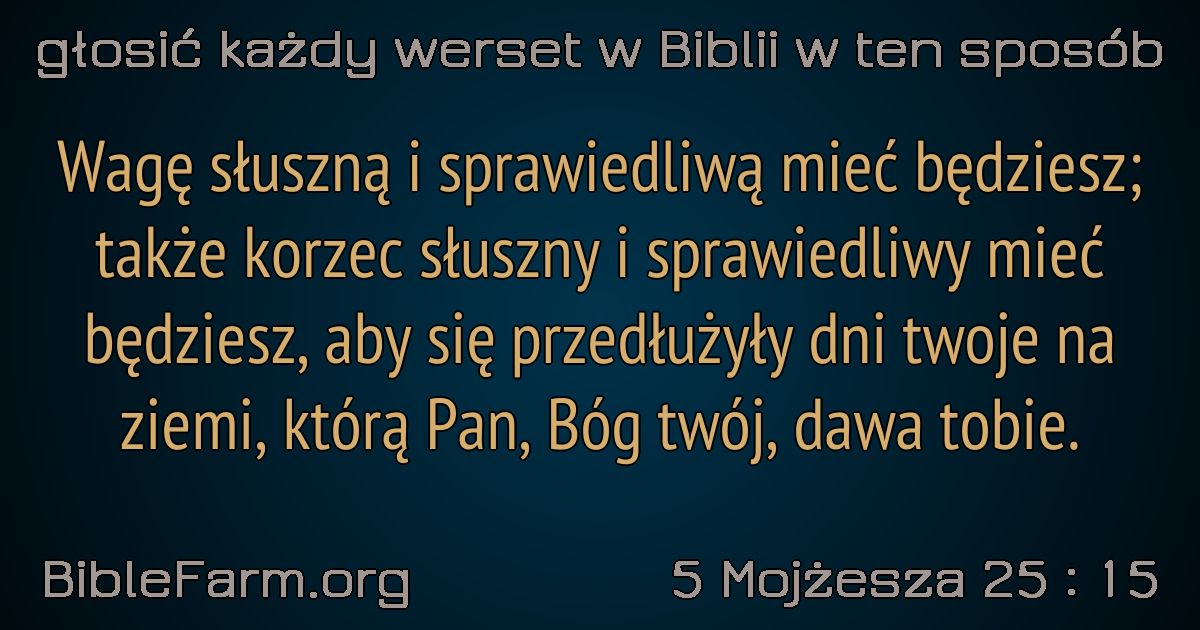 głosić każdy werset w Biblii w ten sposób
Wagę słuszną i sprawiedliwą mieć będziesz;
także korzec słuszny i sprawiedliwy mieć
będziesz, aby się przedłużyły dni twoje na
ziemi, którą Pan, Bóg twój, dawa tobie.
BibleFarm.org
5 Mojżesza 25 : 15